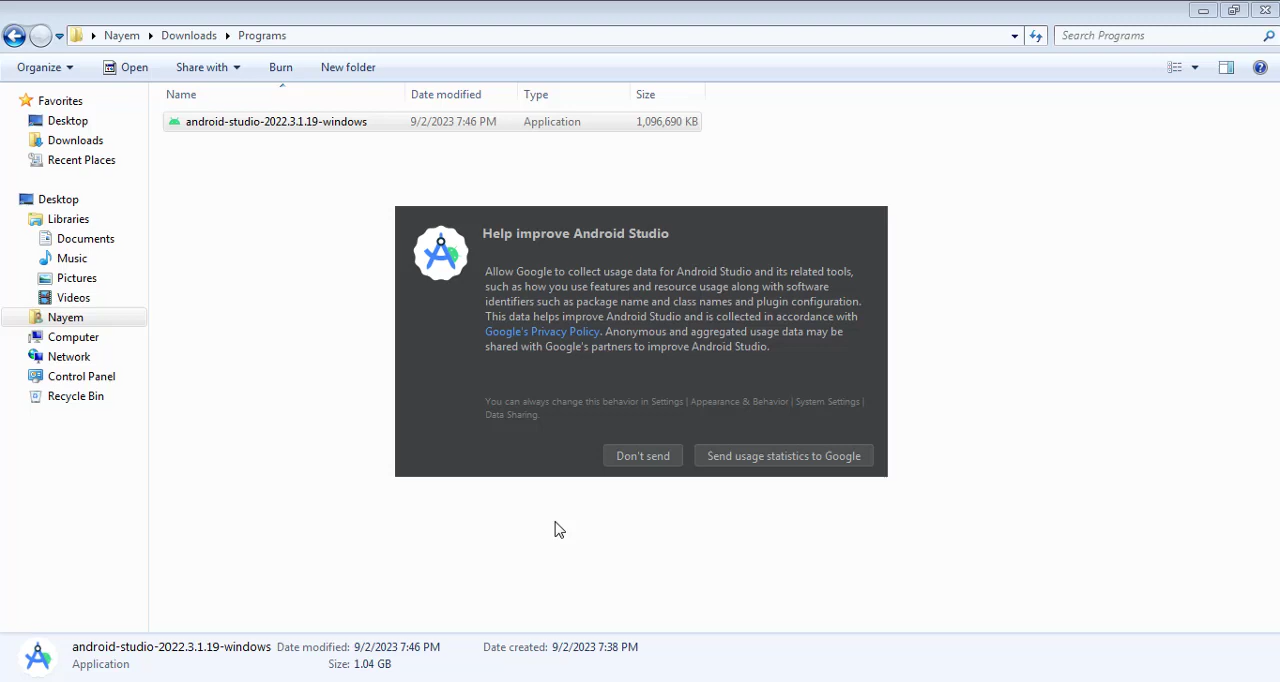 Nayem Downloads Programs
Search Programs
Organize Open Share with Burn New folder
Favorites
Desktop
Downloads
Recent Places
Desktop
Libraries
Documents
Music
Pictures
Videos
Nayem
Computer
Network
Control Panel
Recycle Bin
Name Date modified Type Size
android-studio-2022.3.1.19-windows 9/2/2023 7:46 PM Application 1,096,690 KB
Help improve Android Studio
Allow Google to collect usage data for Android Studio and its related tools,
such as how you use features and resource usage along with software
identifiers such as package name and class names and plugin configuration.
This data helps improve Android Studio and is collected in accordance with
Google's Privacy Policy. Anonymous and aggregated usage data may be
shared with Google's partners to improve Android Studio.
You can always change this behavior in Settings | Appearance & Behavior | System Settings |
Data Sharing.
Don't send Send usage statistics to Google
android-studio-2022.3.1.19-windows Date modified: 9/2/2023 7:46 PM Date created: 9/2/2023 7:38 PM
Application Size: 1.04 GB